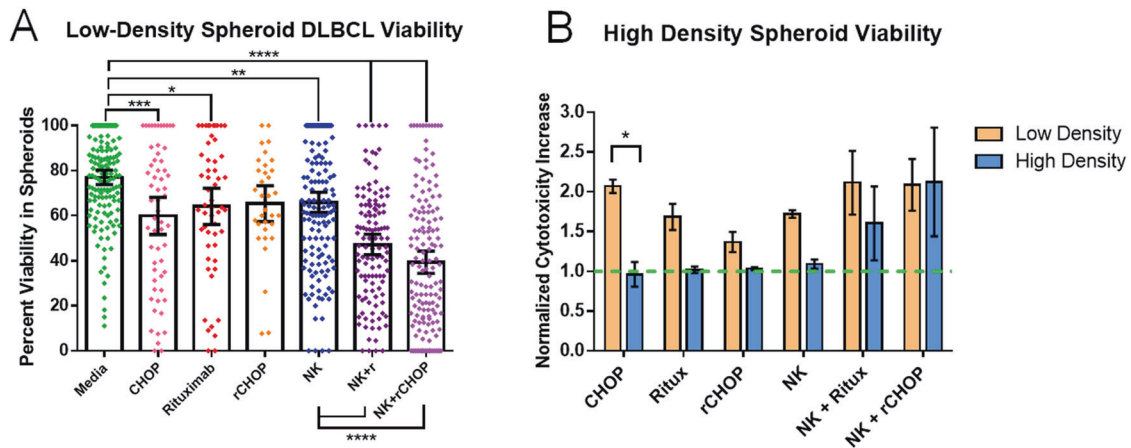 A
Low-Density Spheroid DLBCL Viability
****
**
*
***
Percent Viability in Spheroids
100
80
60
40
20
0
Media
CHOP
Rituximab
rCHOP
NK
NK+r
NK+rCHOP
****
B
High Density Spheroid Viability
Normalized Cytotoxicity Increase
3.0
2.5
2.0
1.5
1.0
0.5
0.0
*
CHOP
Ritux
rCHOP
NK
NK + Ritux
NK + rCHOP
Low Density
High Density